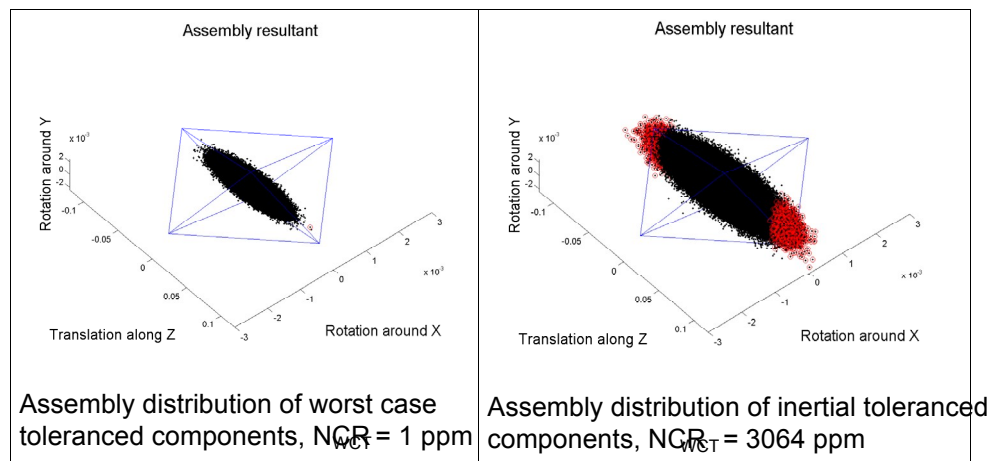 Assembly resultant
Rotation around Y
x 10⁻³
2
0
-2
-0.1
-0.05
0
0.05
0.1
Translation along Z
-3
-2
-1
0
1
2
3
x 10⁻³
Rotation around X
Assembly distribution of worst case
toleranced components, NCR_WCT = 1 ppm
Assembly resultant
Rotation around Y
x 10⁻³
2
0
-2
-0.1
-0.05
0
0.05
0.1
Translation along Z
-3
-2
-1
0
1
2
3
x 10⁻³
Rotation around X
Assembly distribution of inertial toleranced
components, NCR_WCT = 3064 ppm